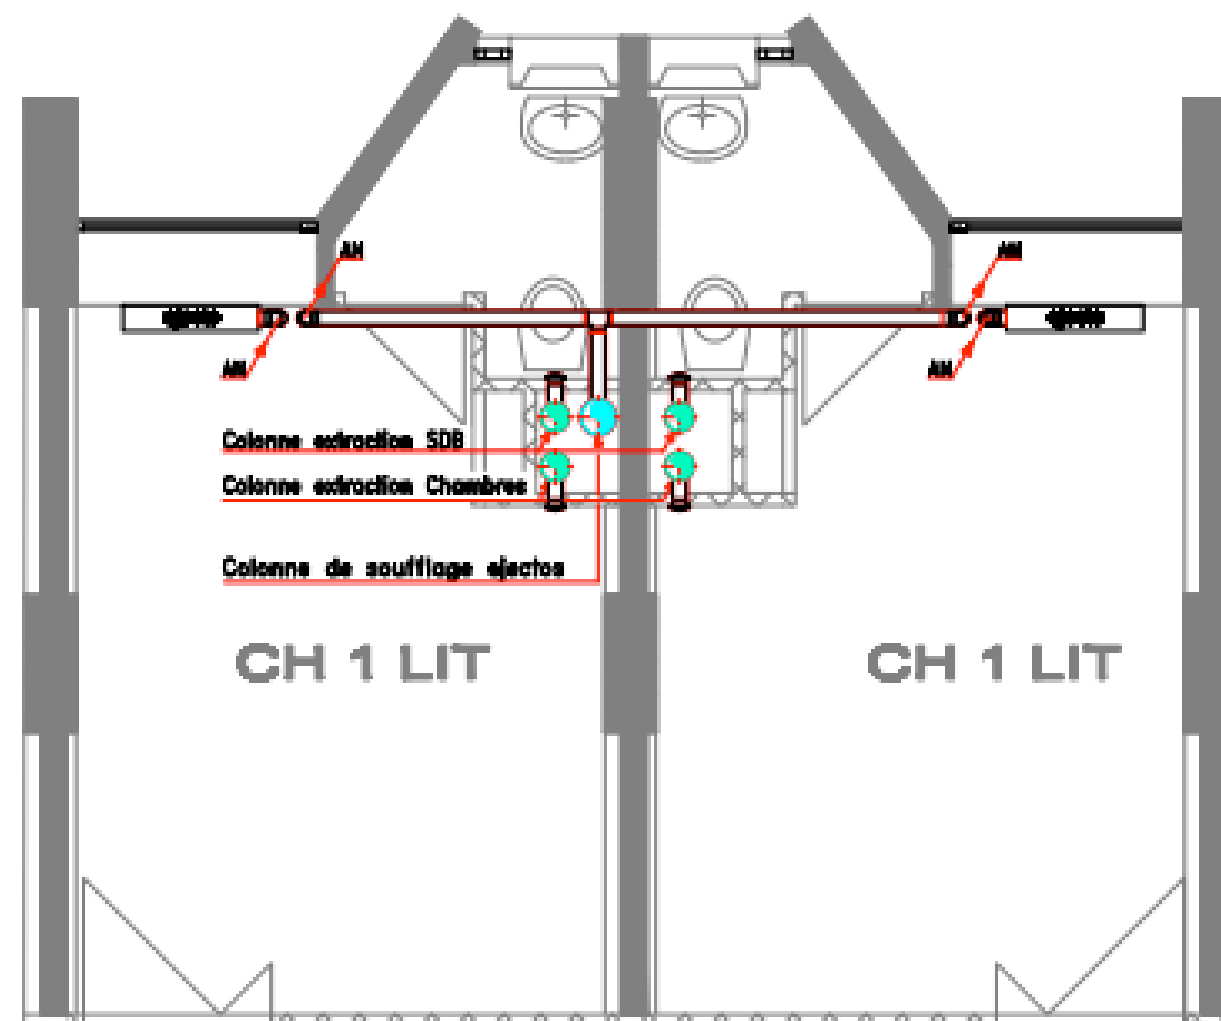 AN
AN
AN
AN
Colonne extraction SDB
Colonne extraction Chambres
Colonne de soufflage ejectos
CH 1 LIT
CH 1 LIT